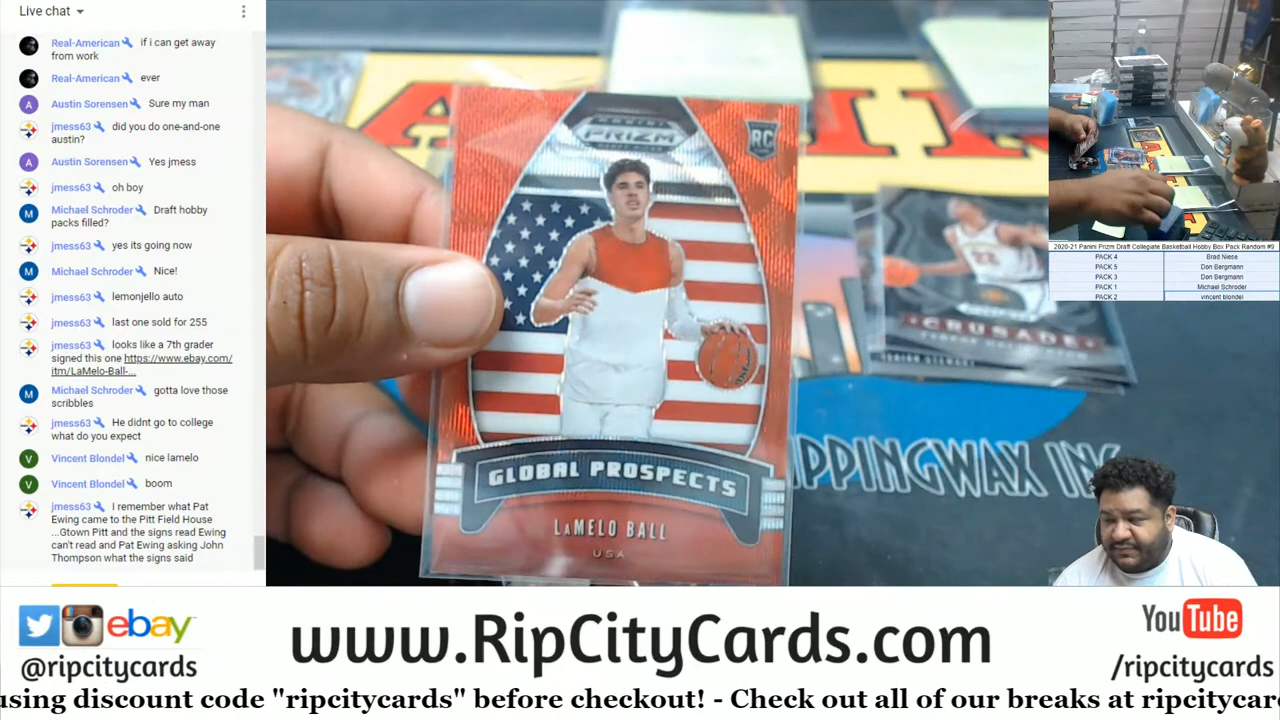 Live chat
Real-American if i can get away
from work
Real-American ever
A Austin Sorensen Sure my man
jmess63 did you do one-and-one
austin?
A Austin Sorensen Yes jmess
jmess63 oh boy
M Michael Schroder Draft hobby
packs filled?
jmess63 yes its going now
M Michael Schroder Nice!
jmess63 lemonjello auto
jmess63 last one sold for 255
jmess63 looks like a 7th grader
signed this one https://www.ebay.com/
itm/LaMelo-Ball-...
M Michael Schroder gotta love those
scribbles
jmess63 He didnt go to college
what do you expect
V Vincent Blondel nice lamelo
V Vincent Blondel boom
jmess63 I remember what Pat
Ewing came to the Pitt Field House
...Gtown Pitt and the signs read Ewing
can't read and Pat Ewing asking John
Thompson what the signs said
PANINI
PRIZM
RC
GLOBAL PROSPECTS
LAMELO BALL
USA
22
CRUSADE
IPPINGWAX INC
2020-21 Panini Prizm Draft Collegiate Basketball Hobby Box Pack Random #9
PACK 4 Brad Niese
PACK 5 Don Bergmann
PACK 3 Don Bergmann
PACK 1 Michael Schroder
PACK 2 vincent blondel
ebay
@ripcitycards
www.RipCityCards.com
YouTube
/ripcitycards
using discount code "ripcitycards" before checkout! - Check out all of our breaks at ripcitycar